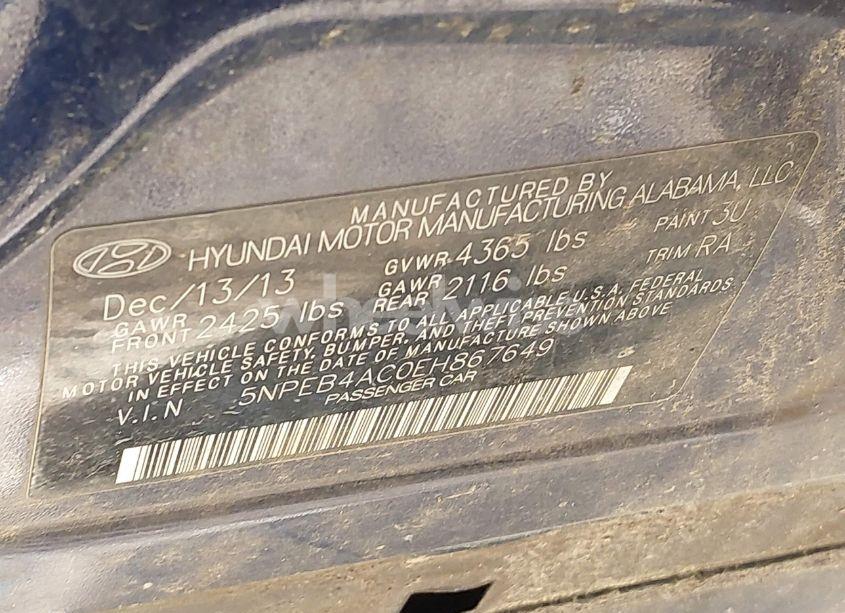 MANUFACTURED BY
HYUNDAI MOTOR MANUFACTURING ALABAMA, LLC
Dec/13/13 GVWR 4365 lbs PAINT 3U
GAWR FRONT 2425 lbs GAWR REAR 2116 lbs TRIM RA
THIS VEHICLE CONFORMS TO ALL APPLICABLE U.S.A. FEDERAL
MOTOR VEHICLE SAFETY, BUMPER, AND THEFT PREVENTION STANDARDS
IN EFFECT ON THE DATE OF MANUFACTURE SHOWN ABOVE
V.I.N 5NPEB4AC0EH867649
PASSENGER CAR